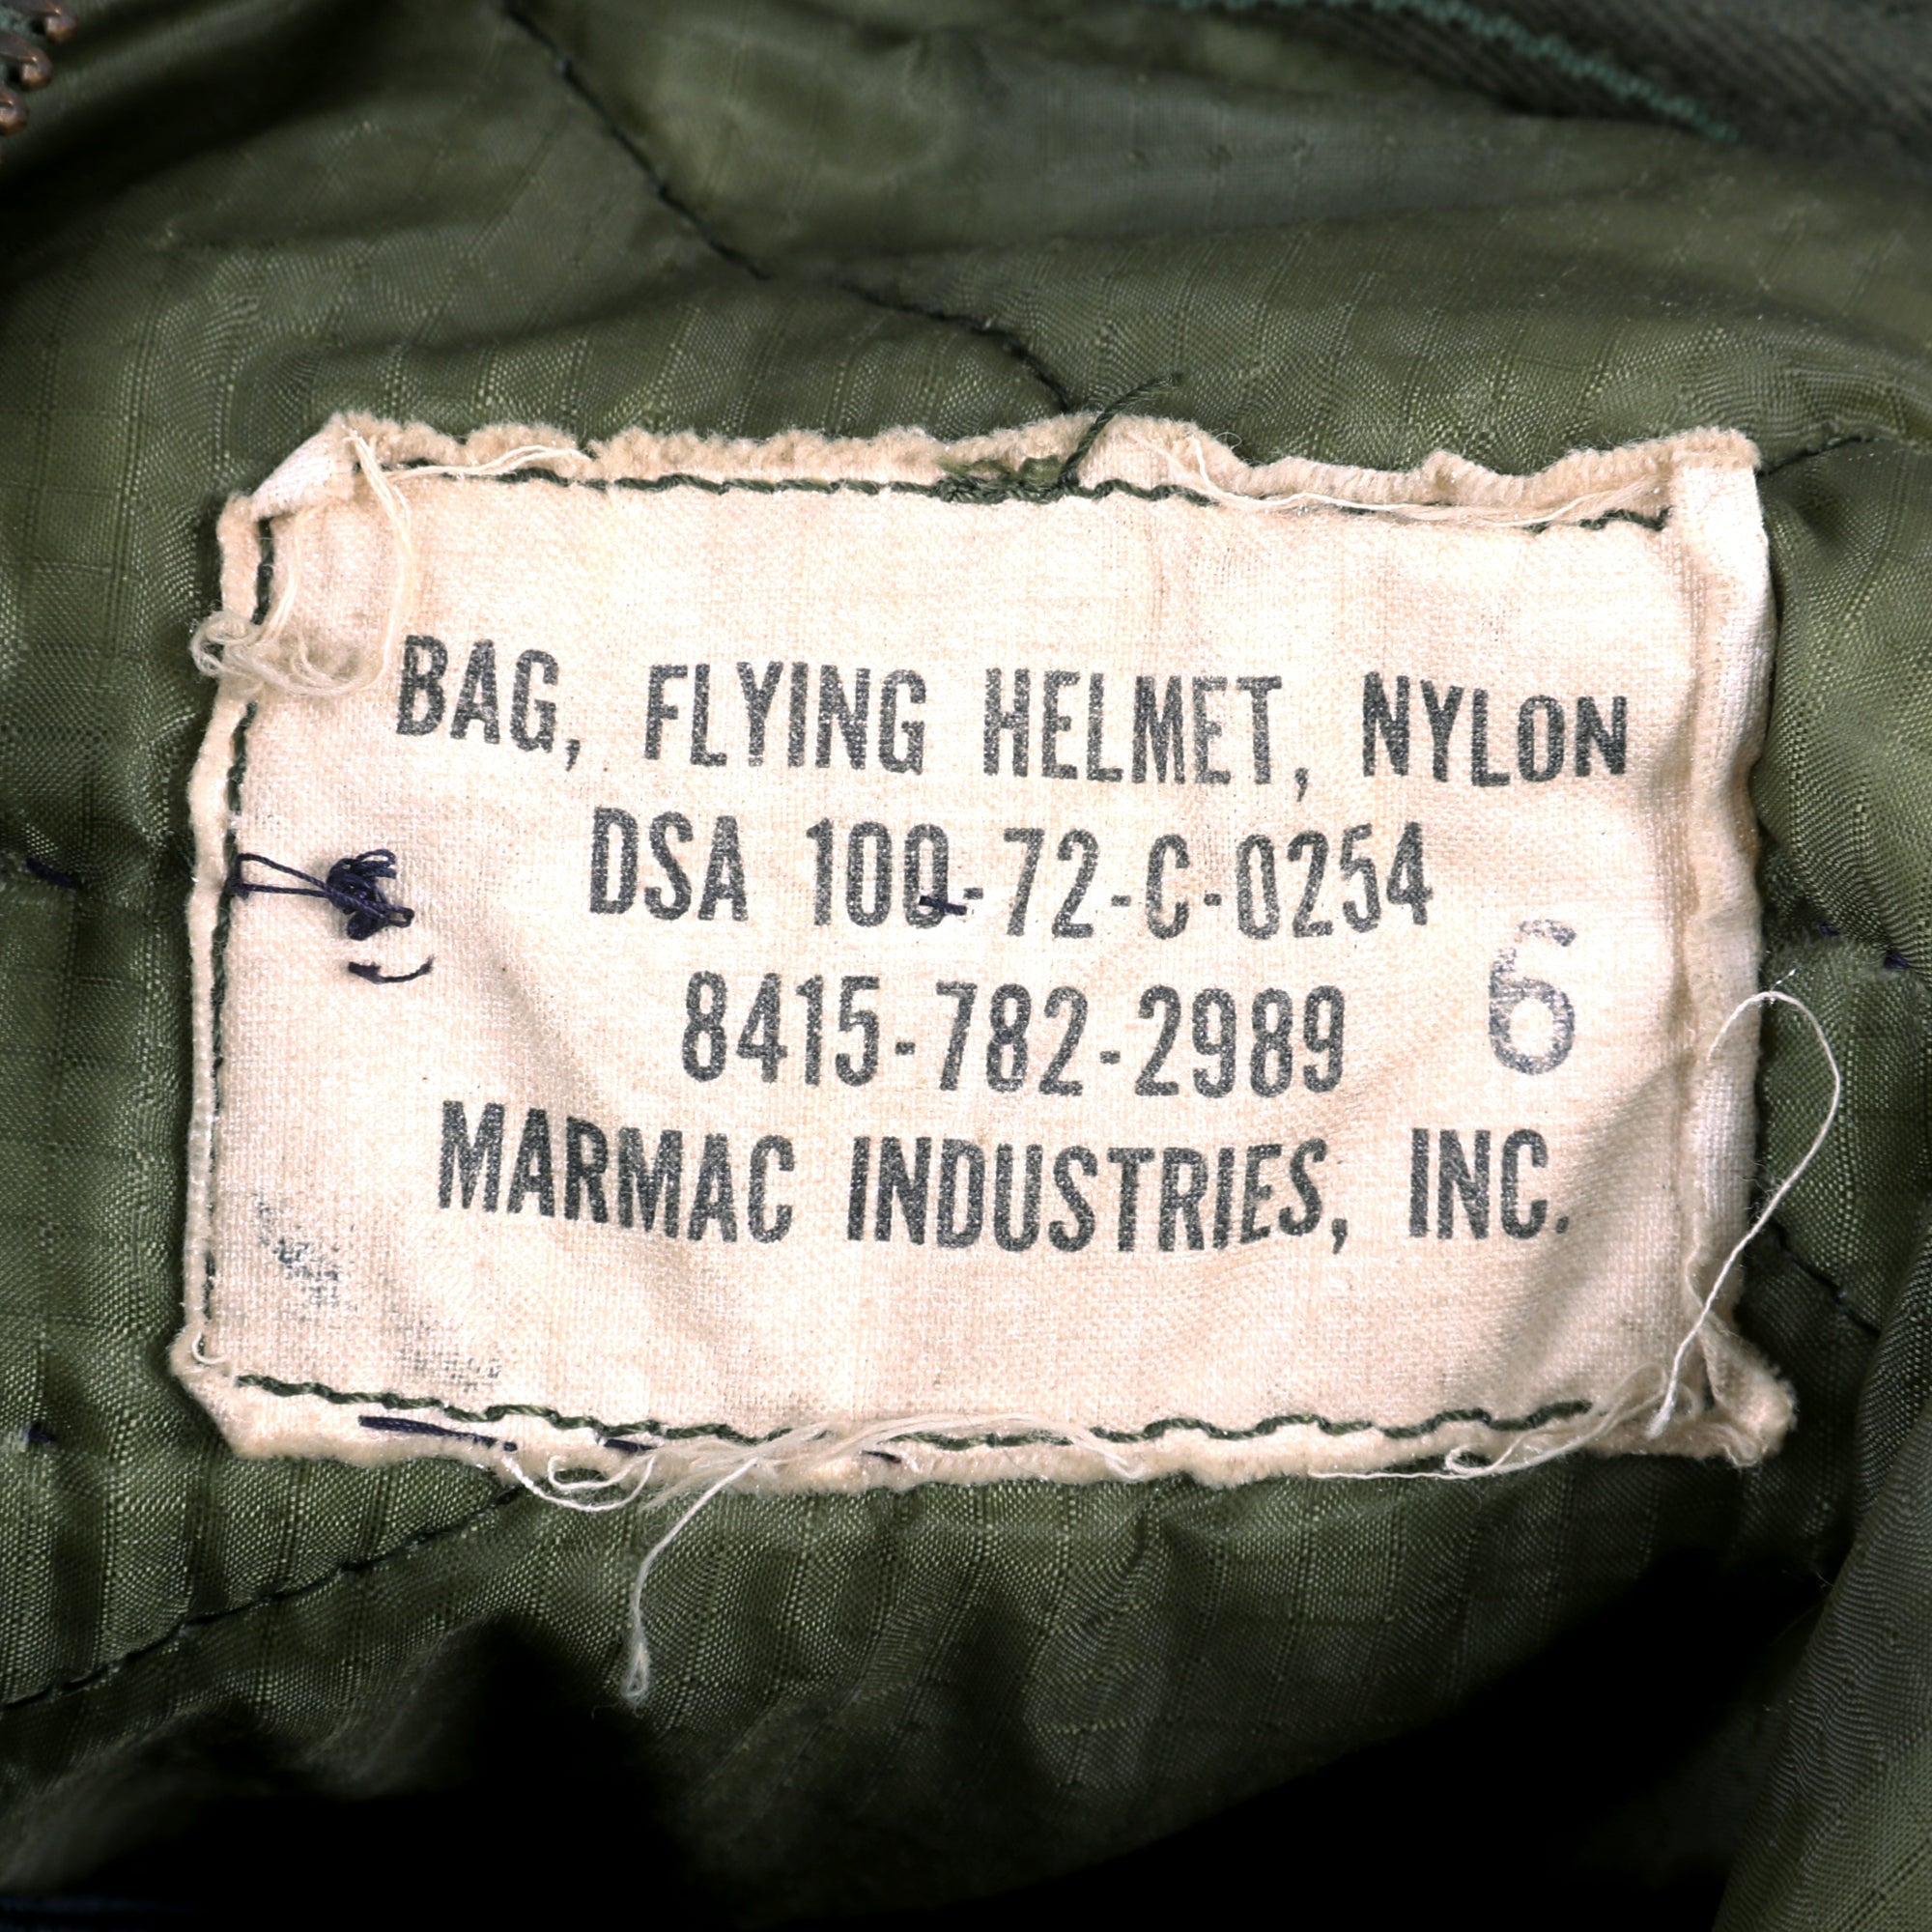 BAG, FLYING HELMET, NYLON
DSA 100-72-C-0254
8415-782-2989
6
MARMAC INDUSTRIES, INC.